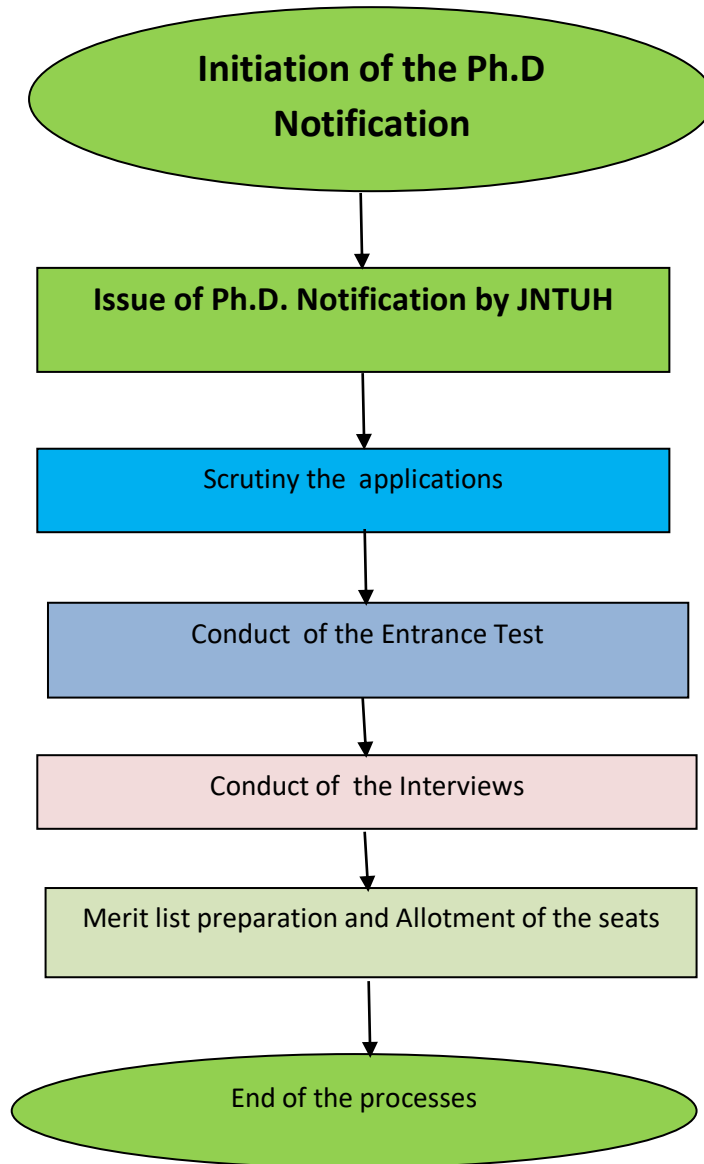 Initiation of the Ph.D
Notification
Issue of Ph.D. Notification by JNTUH
Scrutiny the  applications
Conduct  of the Entrance Test
Conduct of  the Interviews
Merit list preparation and Allotment of the seats
End of the processes